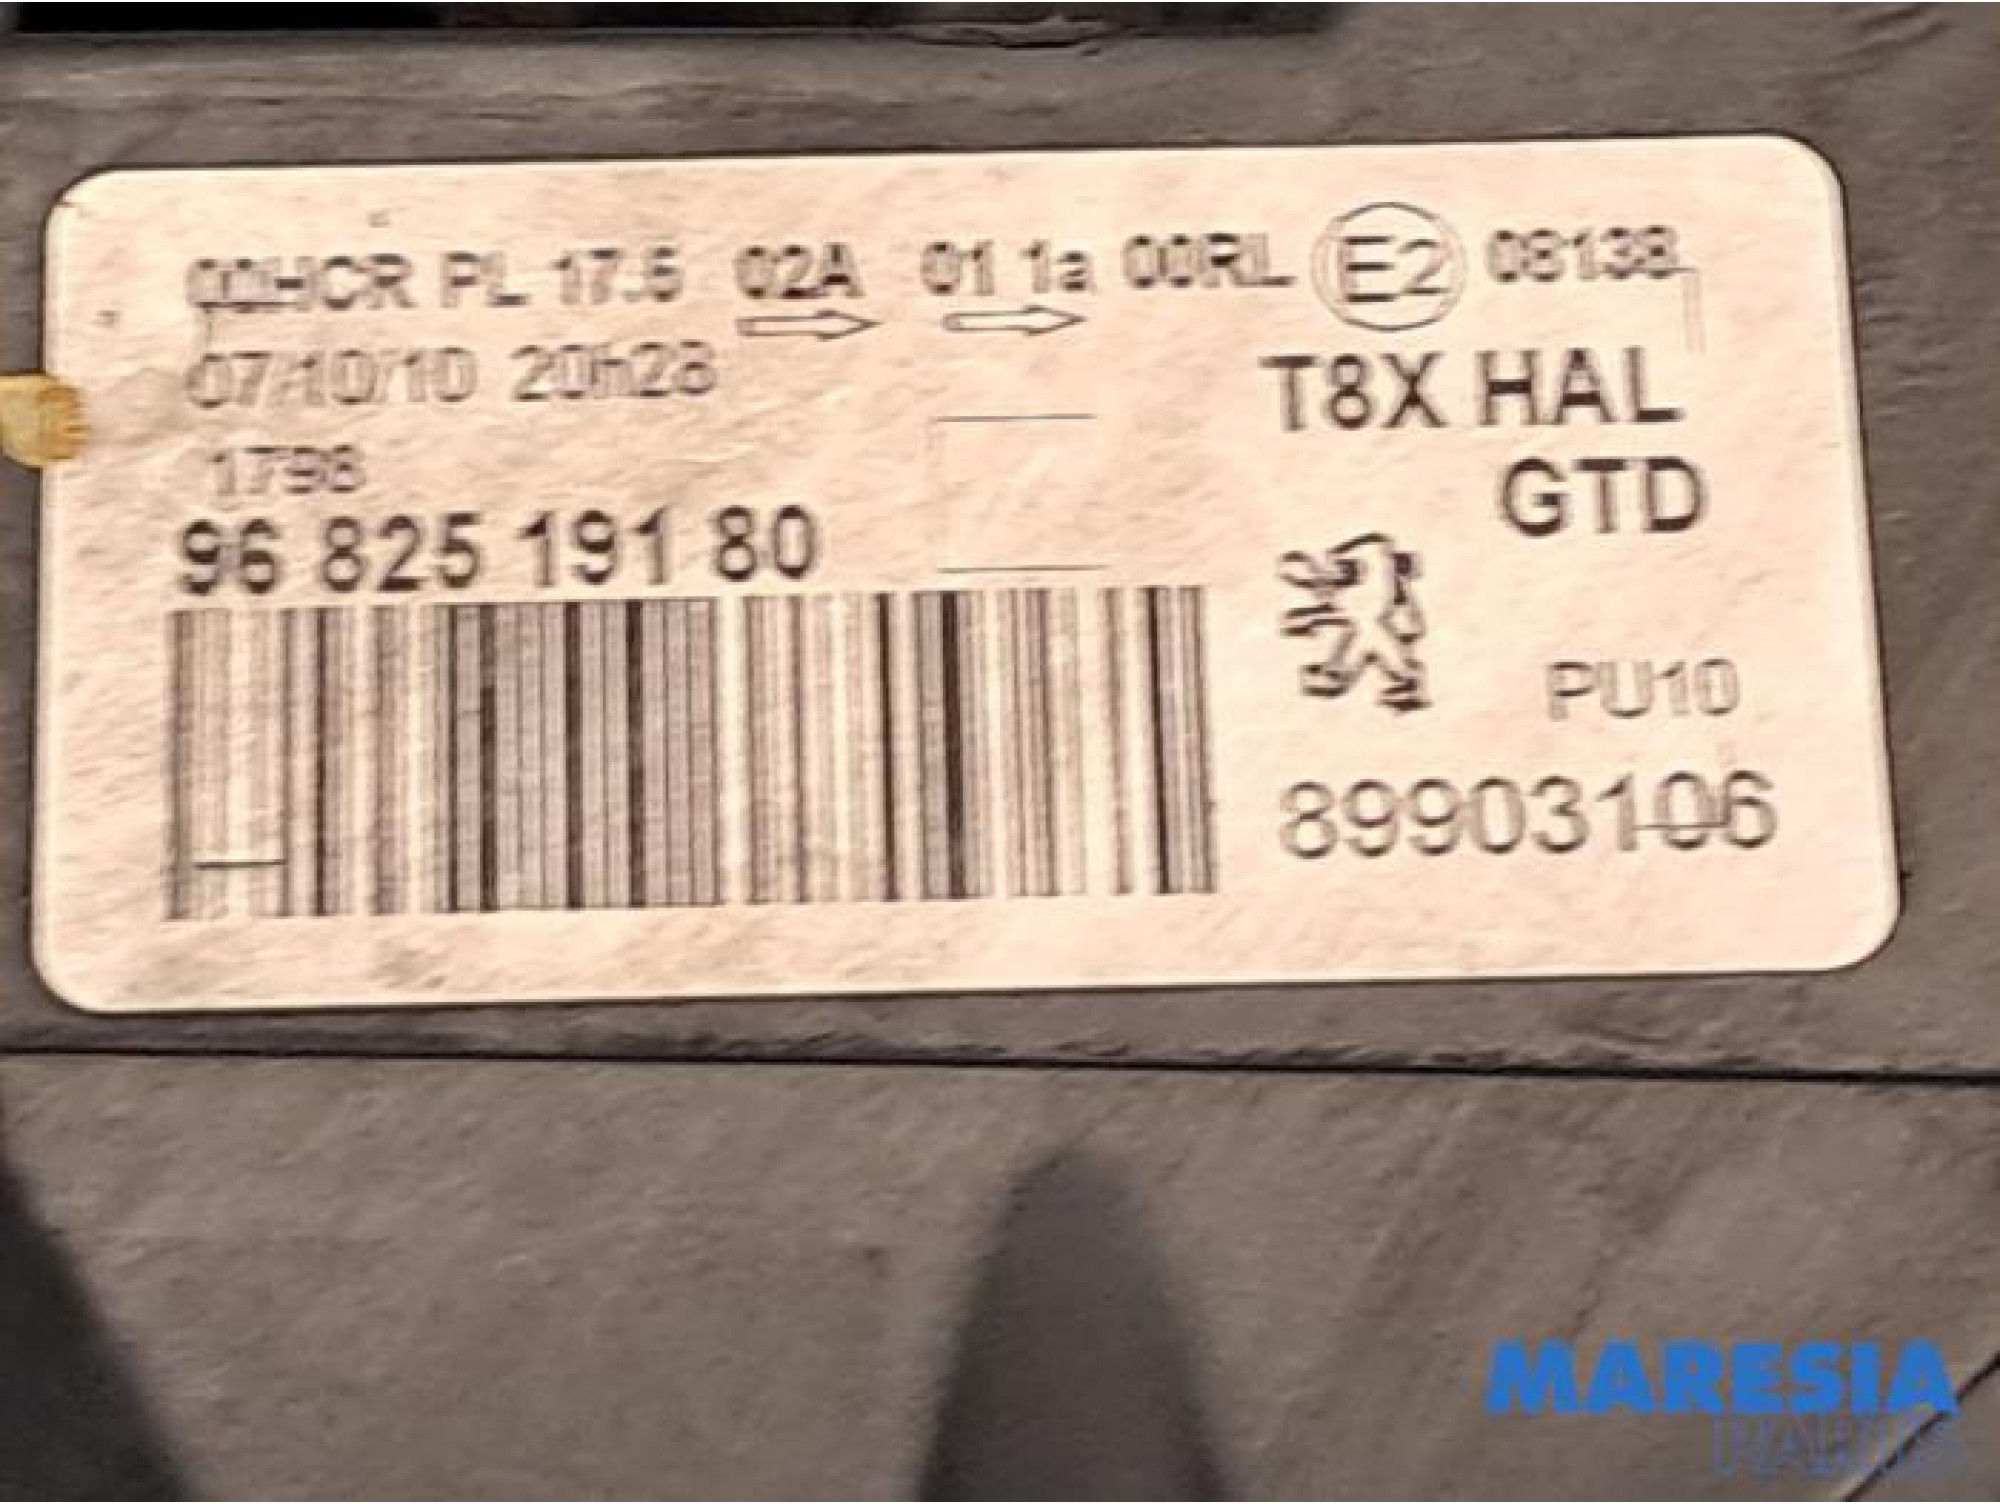 00HCR PL 17.5 02A 01 1a 00RL E2 08138
07/10/10 20h28
T8X HAL
1798
GTD
96 825 191 80
PU10
89903106
MARESIA
PARTS